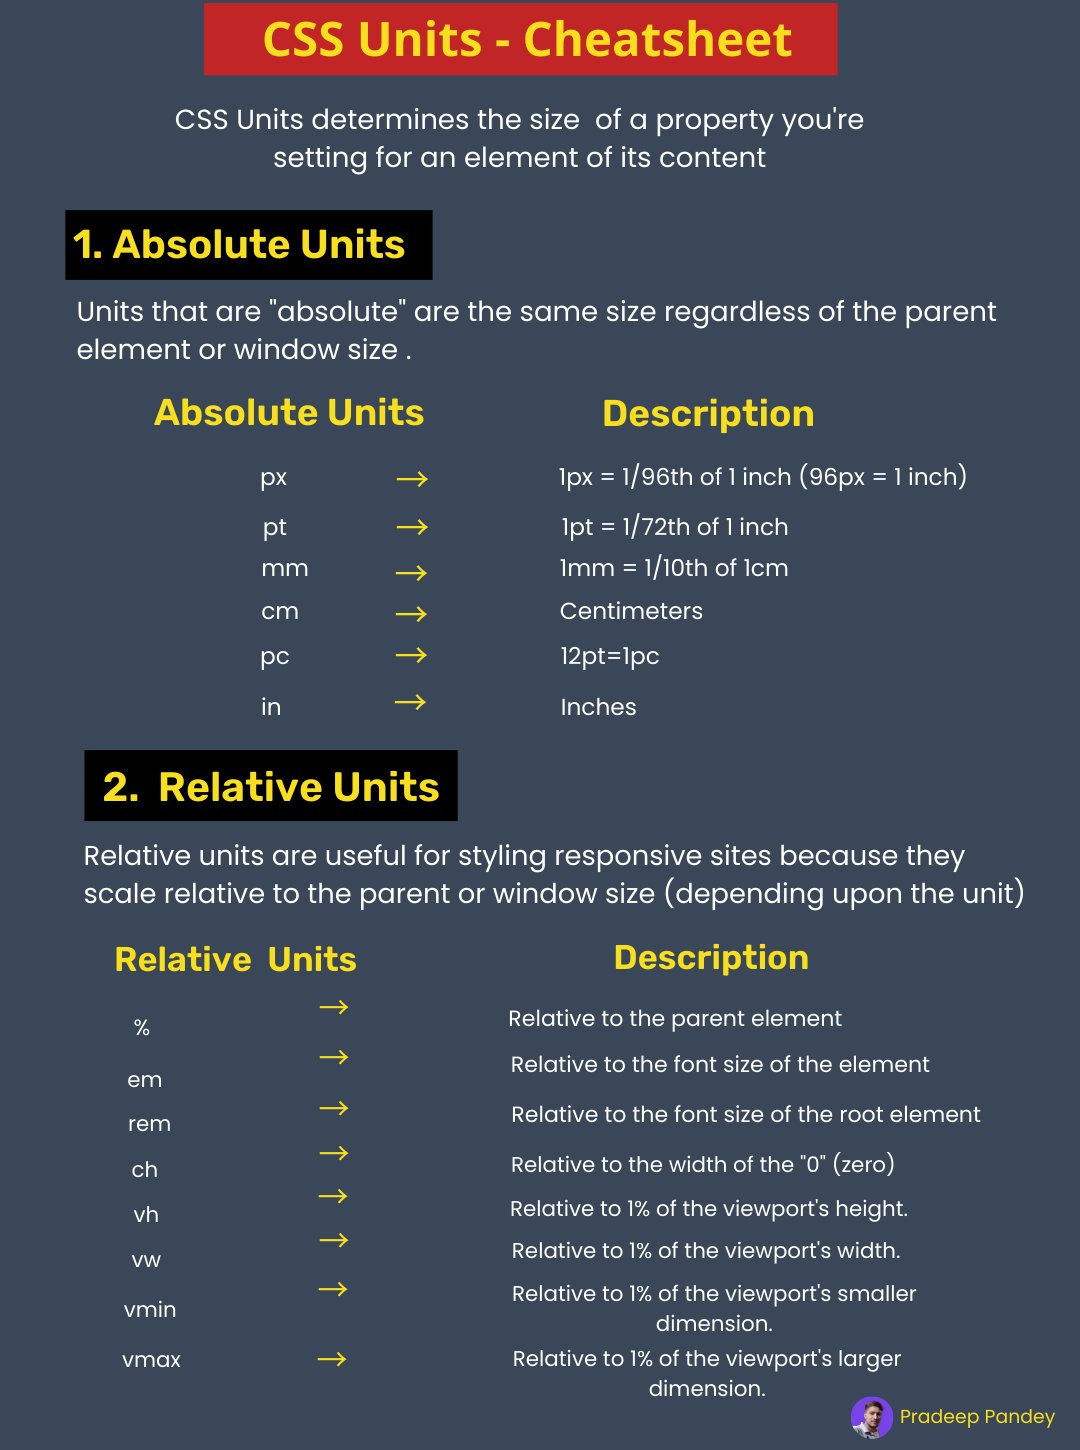 CSS Units - Cheatsheet
CSS Units determines the size of a property you're
setting for an element of its content
1. Absolute Units
Units that are "absolute" are the same size regardless of the parent
element or window size .
Absolute Units → Description
px → 1px = 1/96th of 1 inch (96px = 1 inch)
pt → 1pt = 1/72th of 1 inch
mm → 1mm = 1/10th of 1cm
cm → Centimeters
pc → 12pt=1pc
in → Inches
2. Relative Units
Relative units are useful for styling responsive sites because they
scale relative to the parent or window size (depending upon the unit)
Relative Units Description
% → Relative to the parent element
em → Relative to the font size of the element
rem → Relative to the font size of the root element
ch → Relative to the width of the "0" (zero)
vh → Relative to 1% of the viewport's height.
vw → Relative to 1% of the viewport's width.
vmin → Relative to 1% of the viewport's smaller
dimension.
vmax → Relative to 1% of the viewport's larger
dimension.
Pradeep Pandey